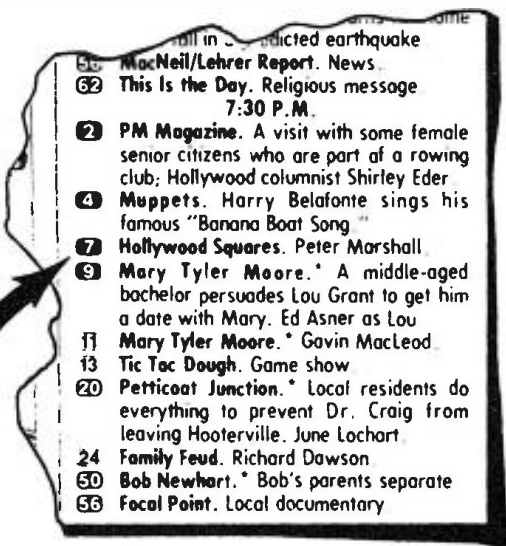 in
dicted earthquake
56 MacNeil/Lehrer Report. News
62 This Is the Day. Religious message
7:30 P.M.
2 PM Magazine. A visit with some female
senior citizens who are part of a rowing
club; Hollywood columnist Shirley Eder
4 Muppets. Harry Belafonte sings his
famous "Banana Boat Song"
7 Hollywood Squares. Peter Marshall
9 Mary Tyler Moore.* A middle-aged
bachelor persuades Lou Grant to get him
a date with Mary. Ed Asner as Lou
11 Mary Tyler Moore.* Gavin MacLeod
13 Tic Tac Dough. Game show
20 Petticoat Junction.* Local residents do
everything to prevent Dr. Craig from
leaving Hooterville. June Lochart
24 Family Feud. Richard Dawson
50 Bob Newhart.* Bob's parents separate
56 Focal Point. Local documentary